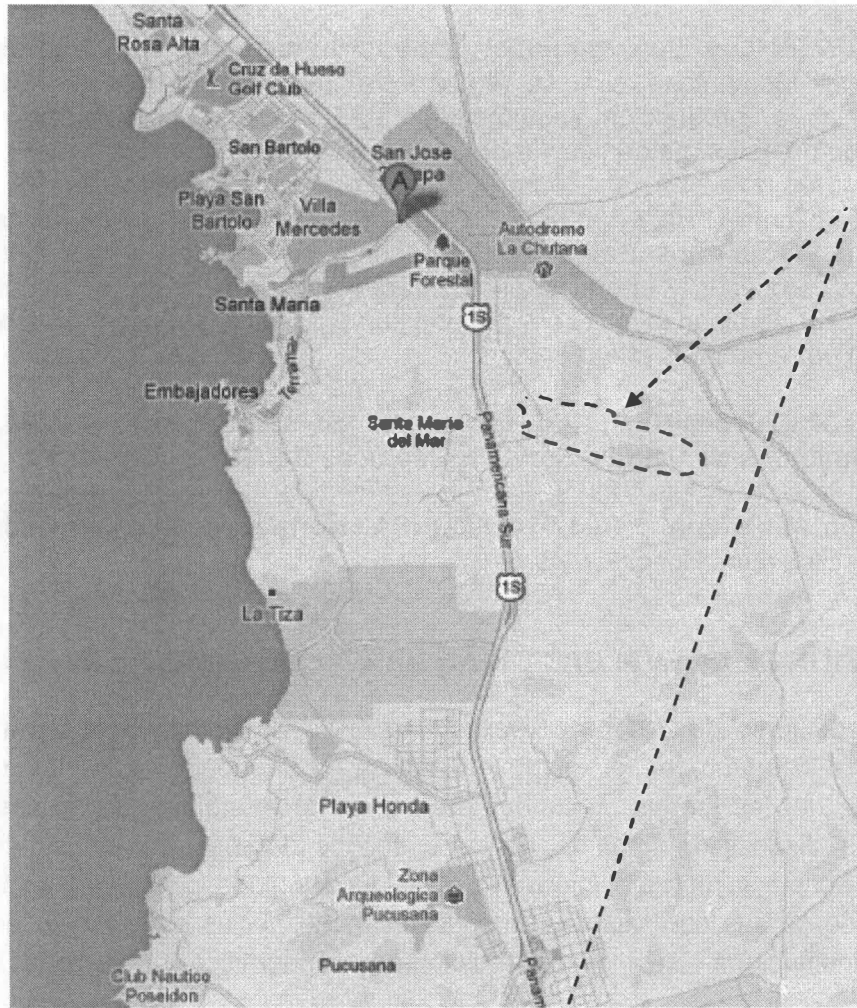 Santa
Rosa Alta
Cruz de Hueso
Golf Club
San Bartolo
San Jose
A
Playa San
Bartolo
Villa
Mercedes
Autodromo
La Chutana
Parque
Forestal
Santa Maria
1S
Embajadores
Santa Maria
del Mar
Panamericana Sur
1S
La Tiza
Playa Honda
Zona
Arqueologica
Pucusana
Pucusana
Club Nautico
Poseidon
Panam